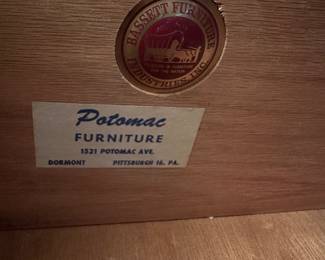 BASSETT FURNITURE
INDUSTRIES, INC.
Potomac
FURNITURE
1521 POTOMAC AVE.
DORMONT PITTSBURGH 16, PA.